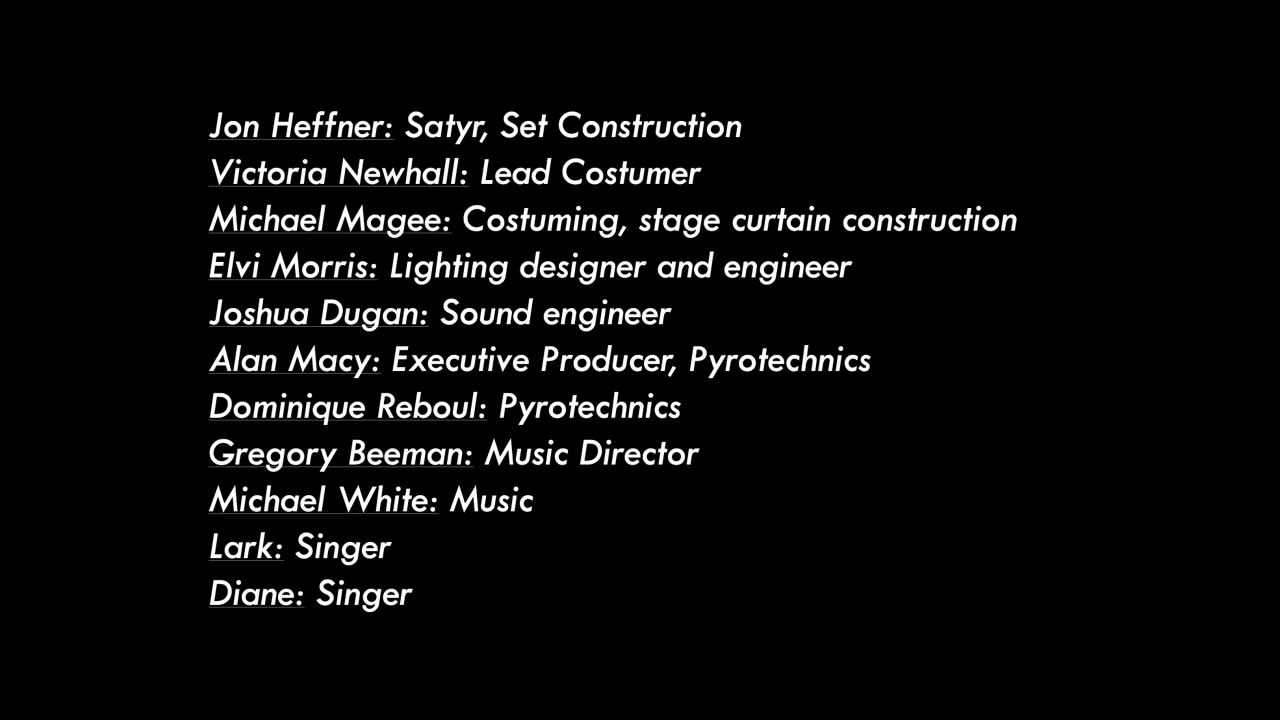 Jon Heffner: Satyr, Set Construction
Victoria Newhall: Lead Costumer
Michael Magee: Costuming, stage curtain construction
Elvi Morris: Lighting designer and engineer
Joshua Dugan: Sound engineer
Alan Macy: Executive Producer, Pyrotechnics
Dominique Reboul: Pyrotechnics
Gregory Beeman: Music Director
Michael White: Music
Lark: Singer
Diane: Singer